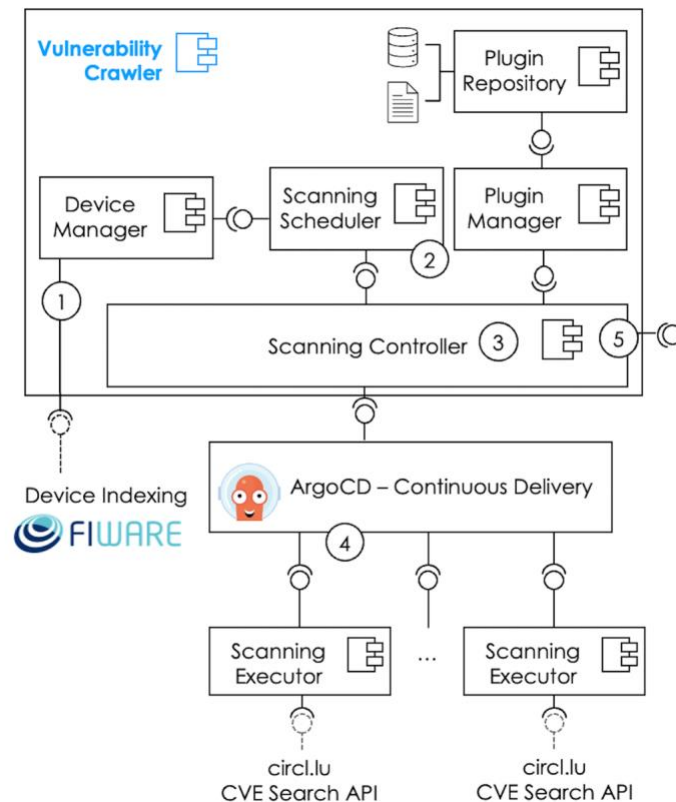 Vulnerability
Crawler
Plugin
Repository
Device
Manager
Scanning
Scheduler
Plugin
Manager
1
2
Scanning Controller
3
5
Device Indexing
FIWARE
ArgoCD – Continuous Delivery
4
Scanning
Executor
...
Scanning
Executor
circl.lu
CVE Search API
circl.lu
CVE Search API